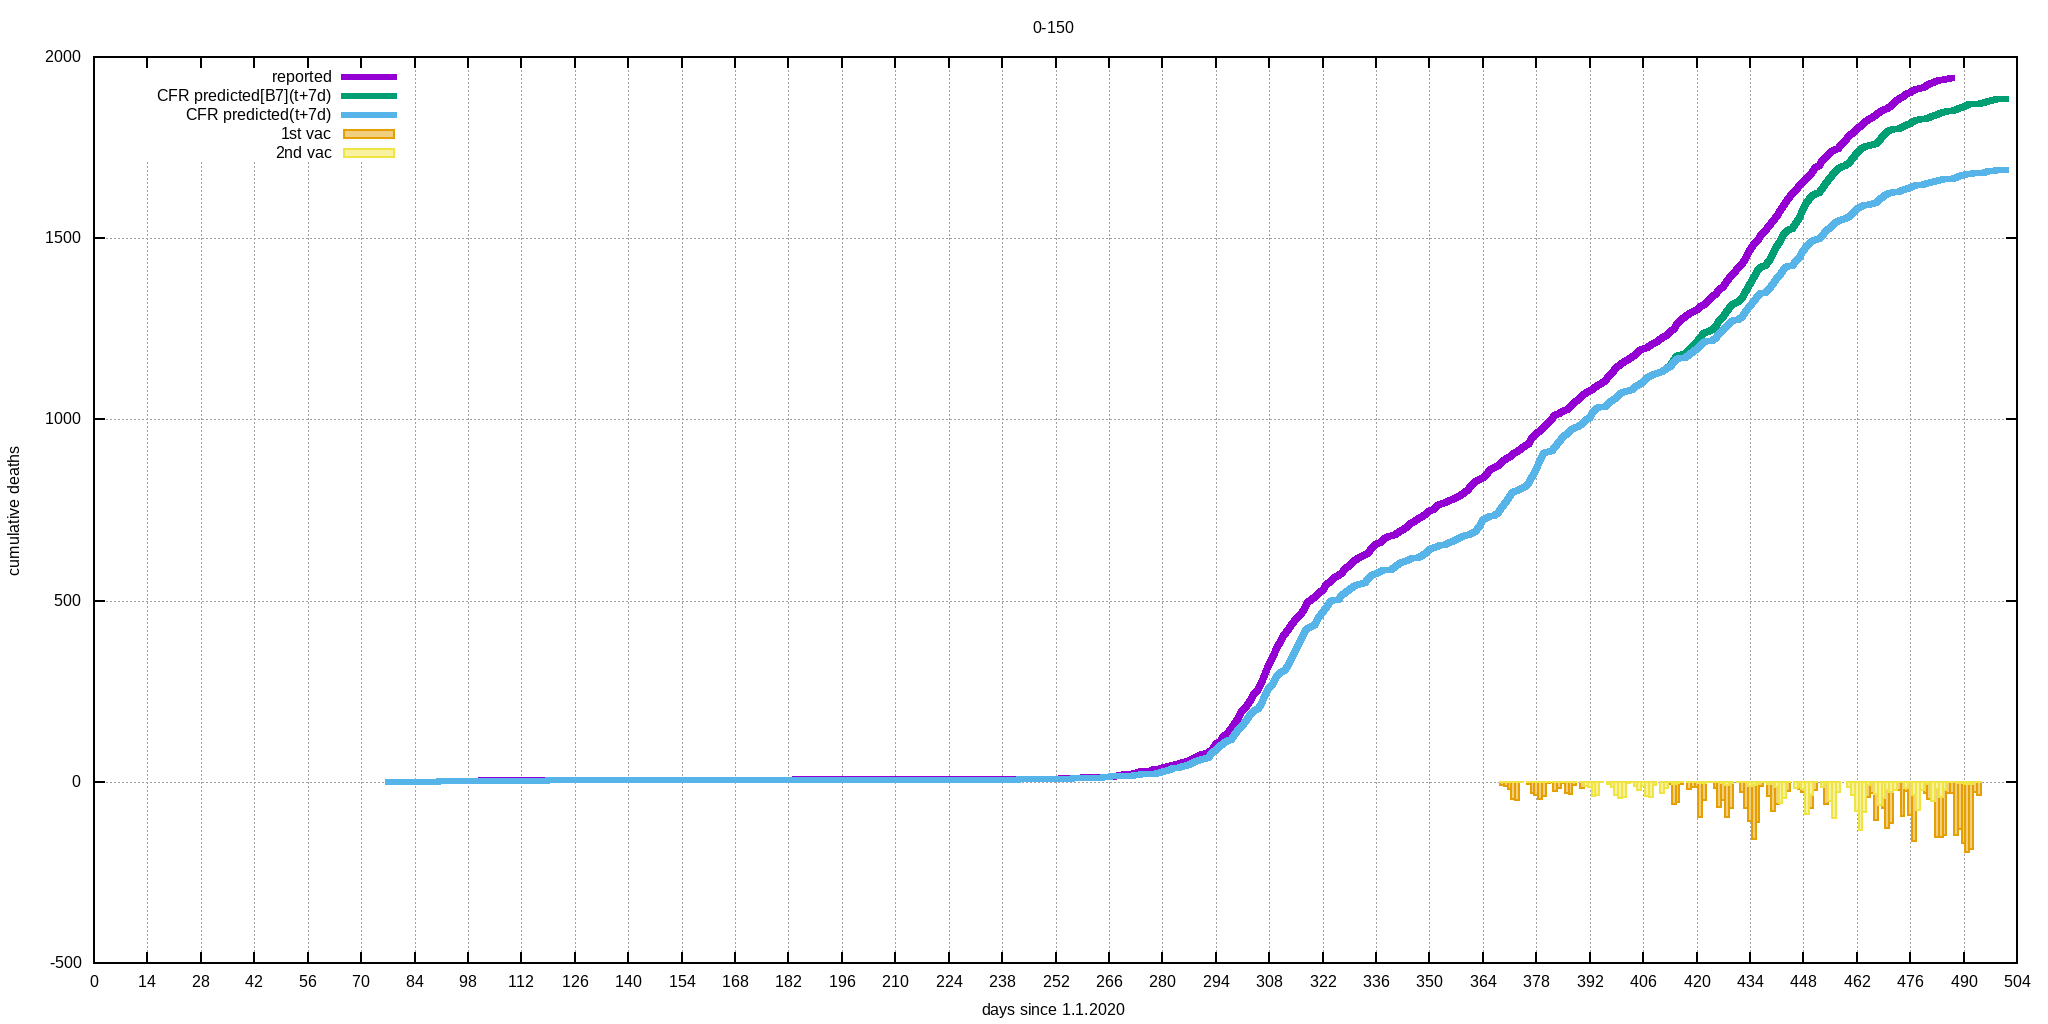 0-150
reported
CFR predicted[B7](t+7d)
CFR predicted(t+7d)
1st vac
2nd vac
2000
1500
1000
500
0
-500
cumulative deaths
0 14 28 42 56 70 84 98 112 126 140 154 168 182 196 210 224 238 252 266 280 294 308 322 336 350 364 378 392 406 420 434 448 462 476 490 504
days since 1.1.2020